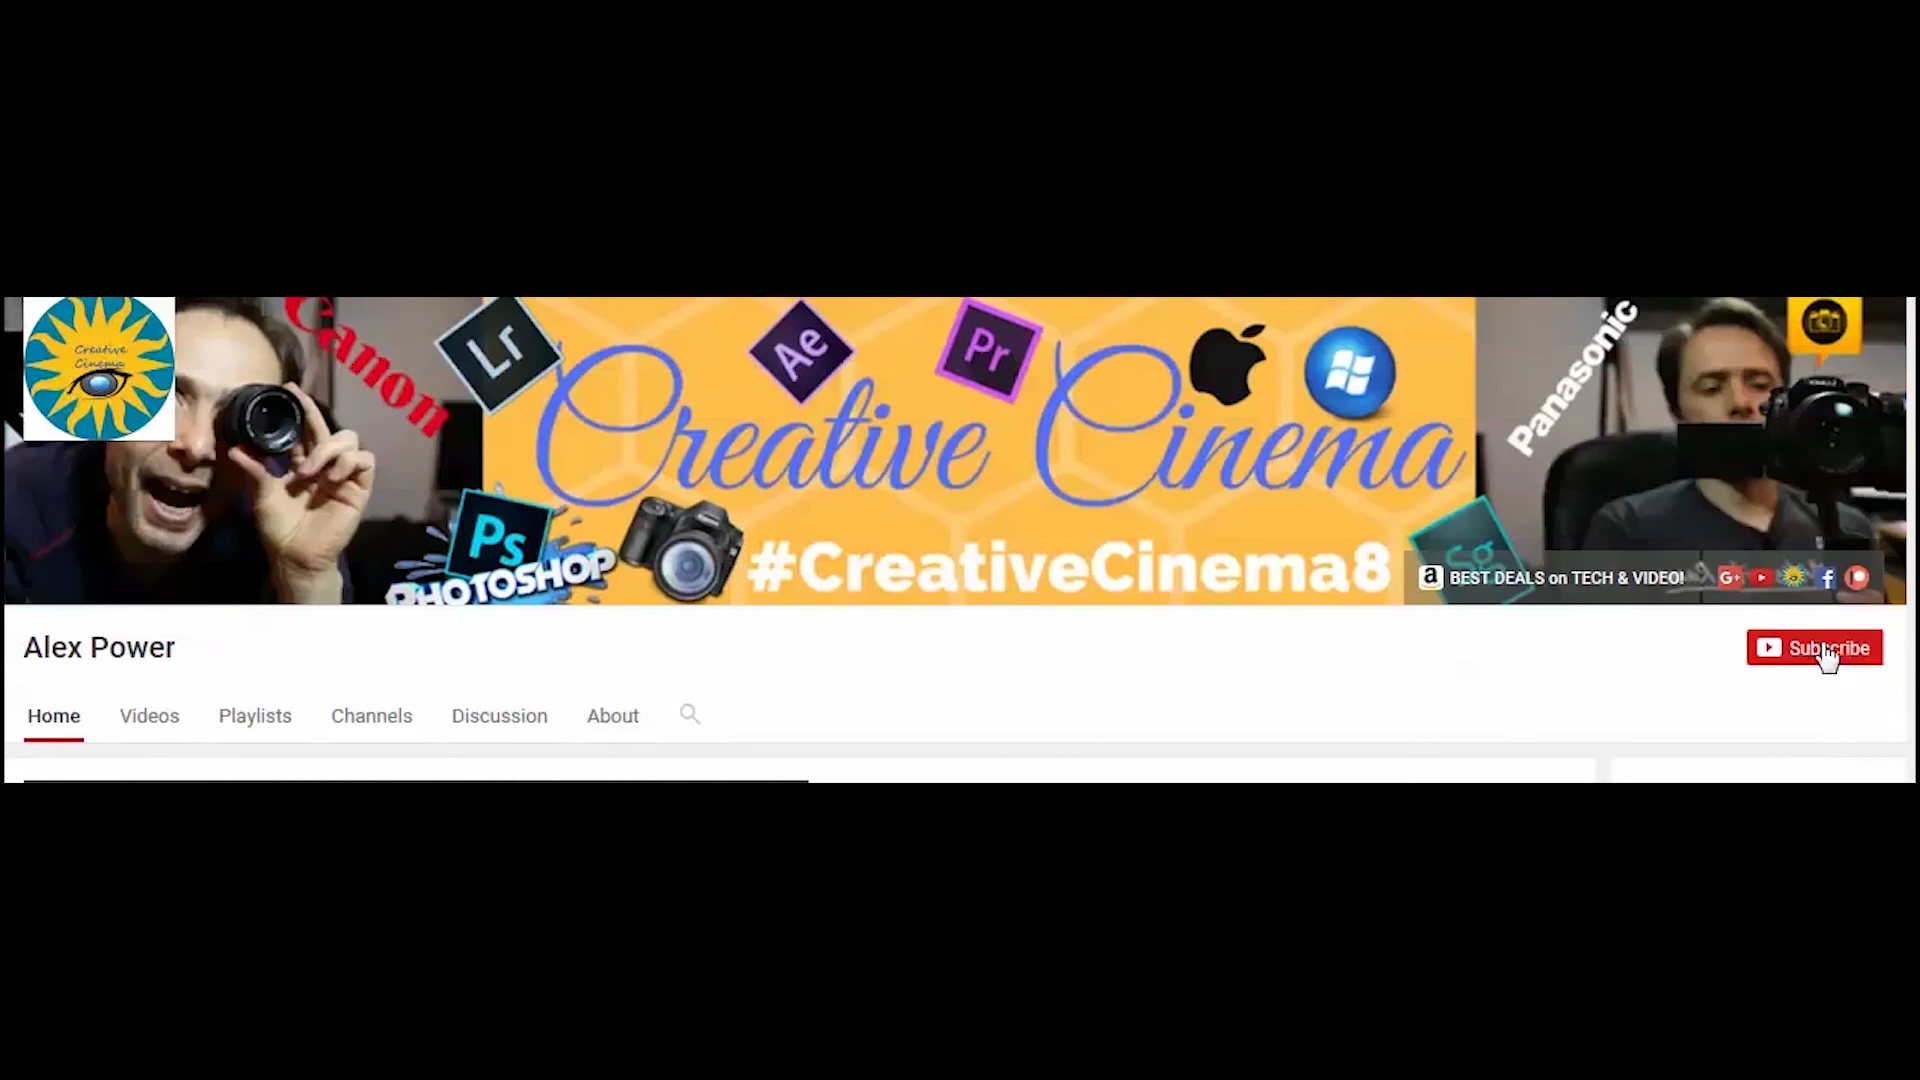 Creative
Cinema
Canon
Lr
Ae
Pr
Panasonic
Creative Cinema
Ps
PHOTOSHOP
#CreativeCinema8
Sg
a BEST DEALS on TECH & VIDEO! G+ f
Alex Power
Subscribe
Home Videos Playlists Channels Discussion About